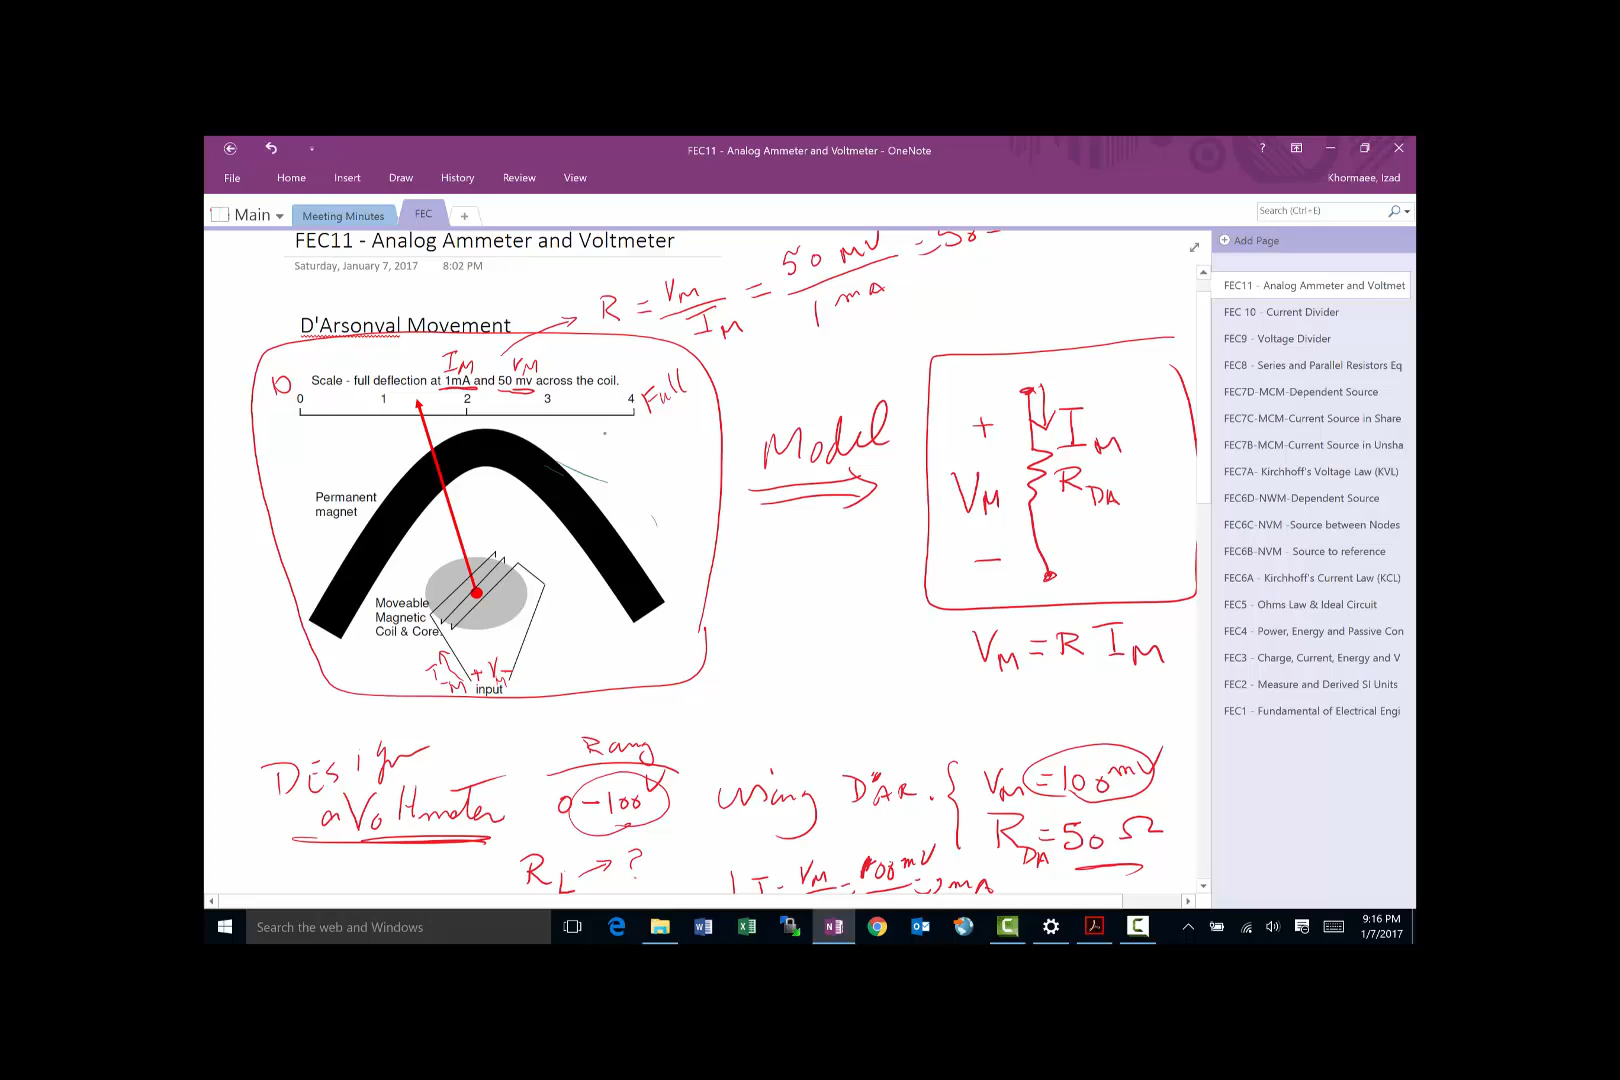 FEC11 - Analog Ammeter and Voltmeter - OneNote
File Home Insert Draw History Review View
Khormaee, Izad
Main Meeting Minutes FEC
Search (Ctrl+E)
FEC11 - Analog Ammeter and Voltmeter
Saturday, January 7, 2017 8:02 PM
R = VM / IM = 50 mV / 1 mA =
D'Arsonval Movement
IM VM
Scale - full deflection at 1mA and 50 mv across the coil.
0 1 2 3 4 Full
Permanent
magnet
Moveable
Magnetic
Coil & Core.
IM + VM -
input
Model
+
VM
-
IM
RDA
VM = R IM
Design
a Voltmeter
Rang
0 - 100V
using D'AR. { VM = 100mV
RDA = 50 Ω
RL → ?
I = VM = 100mV = 2mA
Add Page
FEC11 - Analog Ammeter and Voltmet
FEC 10 - Current Divider
FEC9 - Voltage Divider
FEC8 - Series and Parallel Resistors Eq
FEC7D-MCM-Dependent Source
FEC7C-MCM-Current Source in Share
FEC7B-MCM-Current Source in Unsha
FEC7A- Kirchhoff's Voltage Law (KVL)
FEC6D-NWM-Dependent Source
FEC6C-NVM -Source between Nodes
FEC6B-NVM - Source to reference
FEC6A - Kirchhoff's Current Law (KCL)
FEC5 - Ohms Law & Ideal Circuit
FEC4 - Power, Energy and Passive Con
FEC3 - Charge, Current, Energy and V
FEC2 - Measure and Derived SI Units
FEC1 - Fundamental of Electrical Engi
Search the web and Windows
9:16 PM
1/7/2017